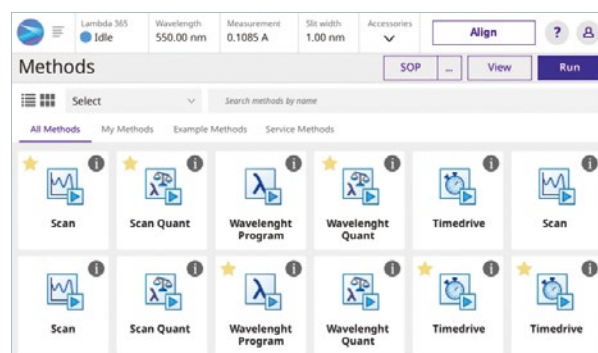 Lambda 365 Wavelength Measurement Slit width Accessories
Idle 550.00 nm 0.1085 A 1.00 nm
Align ?
Methods SOP ... View Run
Select Search methods by name
All Methods My Methods Example Methods Service Methods
i i i i i i
Scan Scan Quant Wavelenght Wavelenght Timedrive Scan
Program Quant
i i i i i i
Scan Scan Quant Wavelenght Wavelenght Timedrive Timedrive
Program Quant